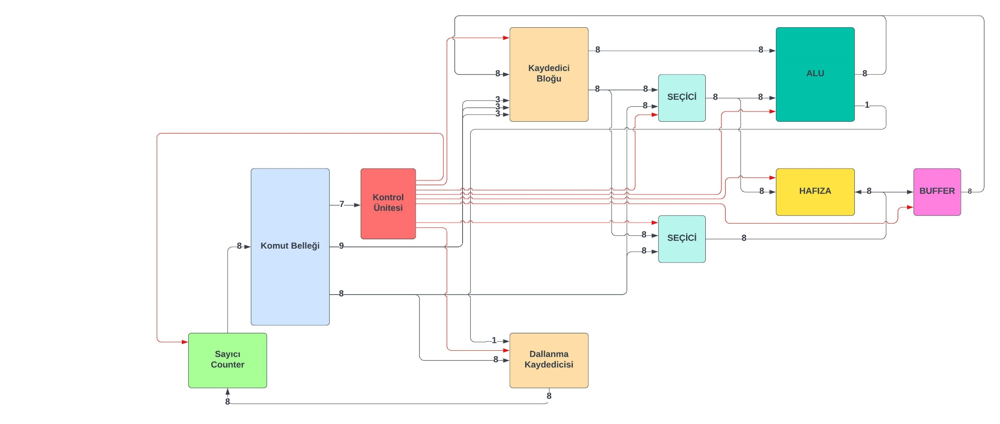 8
8
Kaydedici
Bloğu
8
8
ALU
8
8
8
SEÇİCİ
8
8
8
3
3
3
1
Kontrol
Ünitesi
7
8
HAFIZA
8
BUFFER
8
8
Komut Belleği
9
8
8
SEÇİCİ
8
8
1
8
Sayıcı
Counter
Dallanma
Kaydedicisi
8
8